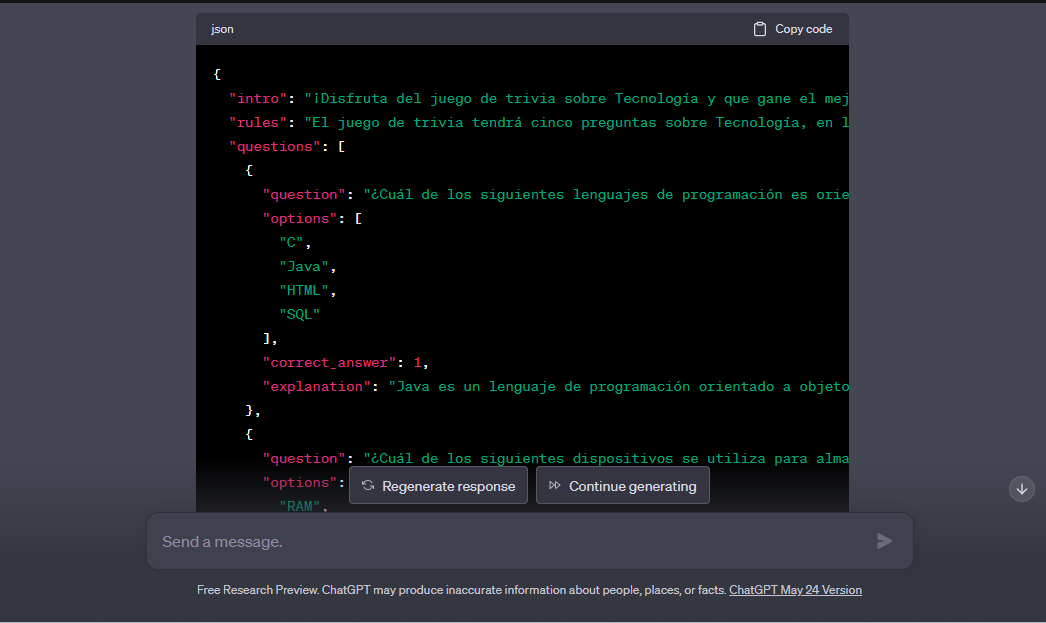 json
Copy code
{
"intro": "¡Disfruta del juego de trivia sobre Tecnología y que gane el mej
"rules": "El juego de trivia tendrá cinco preguntas sobre Tecnología, en l
"questions": [
{
"question": "¿Cuál de los siguientes lenguajes de programación es orie
"options": [
"C",
"Java",
"HTML",
"SQL"
],
"correct_answer": 1,
"explanation": "Java es un lenguaje de programación orientado a objeto
},
{
"question": "¿Cuál de los siguientes dispositivos se utiliza para alma
"options":
Regenerate response
Continue generating
"RAM",
Send a message.
Free Research Preview. ChatGPT may produce inaccurate information about people, places, or facts. ChatGPT May 24 Version